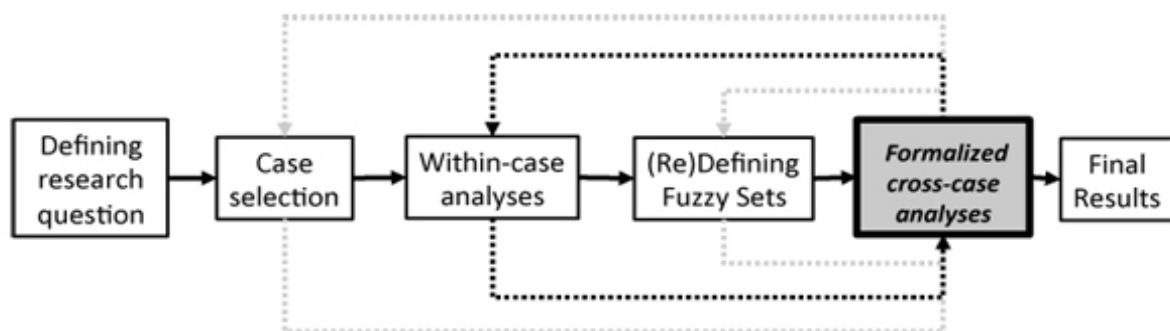 Defining
research
question
Case
selection
Within-case
analyses
(Re)Defining
Fuzzy Sets
Formalized
cross-case
analyses
Final
Results